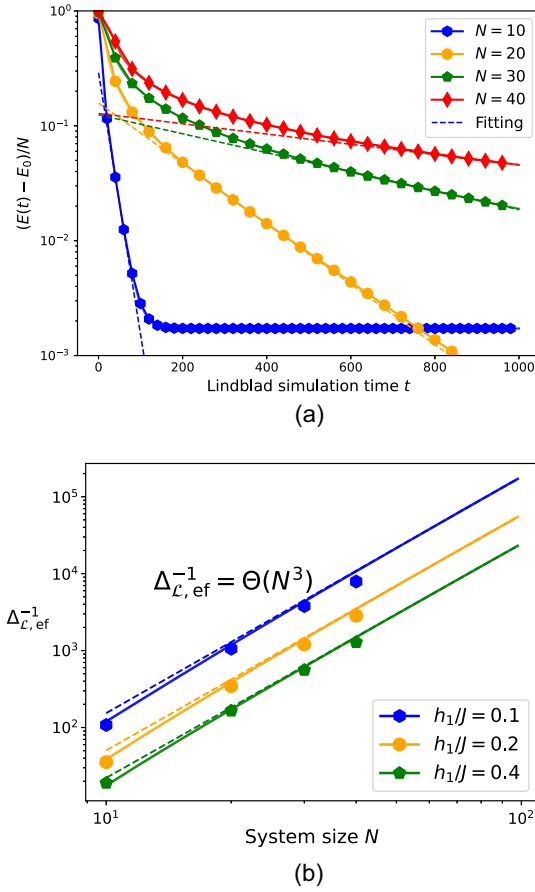 10⁰
10⁻¹
10⁻²
10⁻³
(E(t) − E₀)/N
N = 10
N = 20
N = 30
N = 40
Fitting
0 200 400 600 800 1000
Lindblad simulation time t
(a)
10⁵
10⁴
10³
10²
Δ⁻¹_{ℒ, ef}
Δ⁻¹_{ℒ, ef} = Θ(N³)
h₁/J = 0.1
h₁/J = 0.2
h₁/J = 0.4
10¹ 10²
System size N
(b)